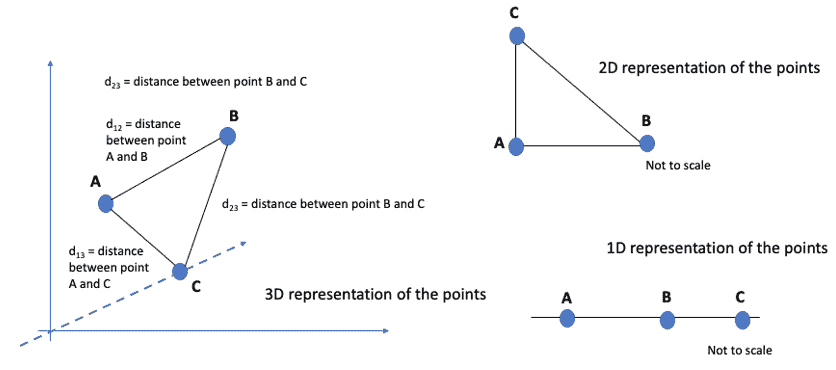 d₂₃ = distance between point B and C
d₁₂ = distance
between point
A and B
B
A
d₂₃ = distance between point B and C
d₁₃ = distance
between point
A and C
C
3D representation of the points
C
2D representation of the points
B
A
Not to scale
1D representation of the points
A
B
C
Not to scale